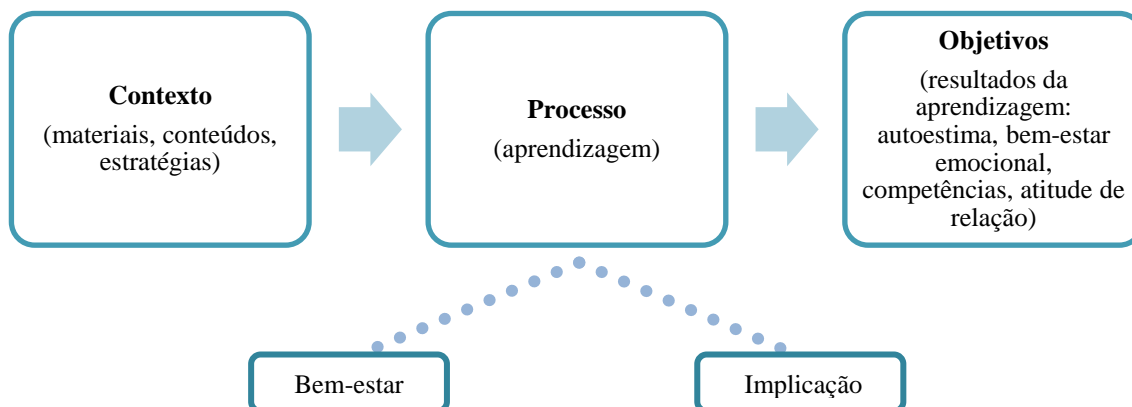 Contexto
(materiais, conteúdos,
estratégias)
Processo
(aprendizagem)
Objetivos
(resultados da
aprendizagem:
autoestima, bem-estar
emocional,
competências, atitude de
relação)
Bem-estar
Implicação